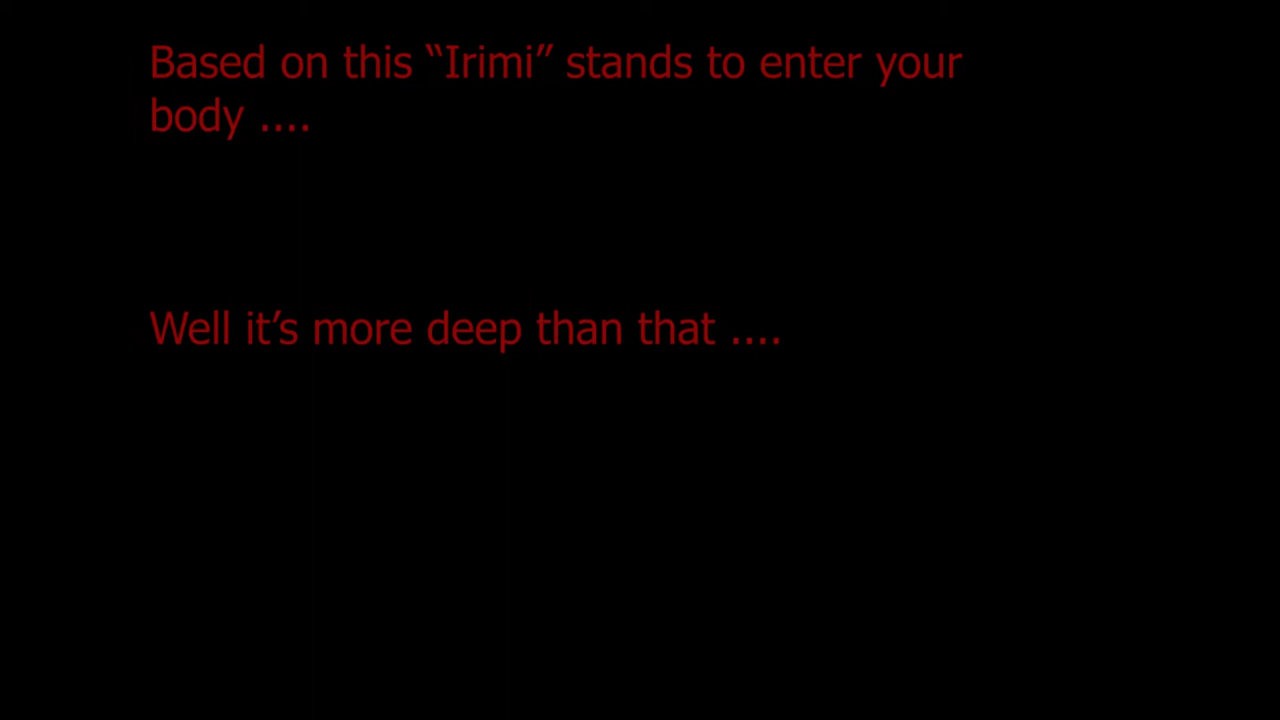 Based on this “Irimi” stands to enter your
body ....
Well it’s more deep than that ....